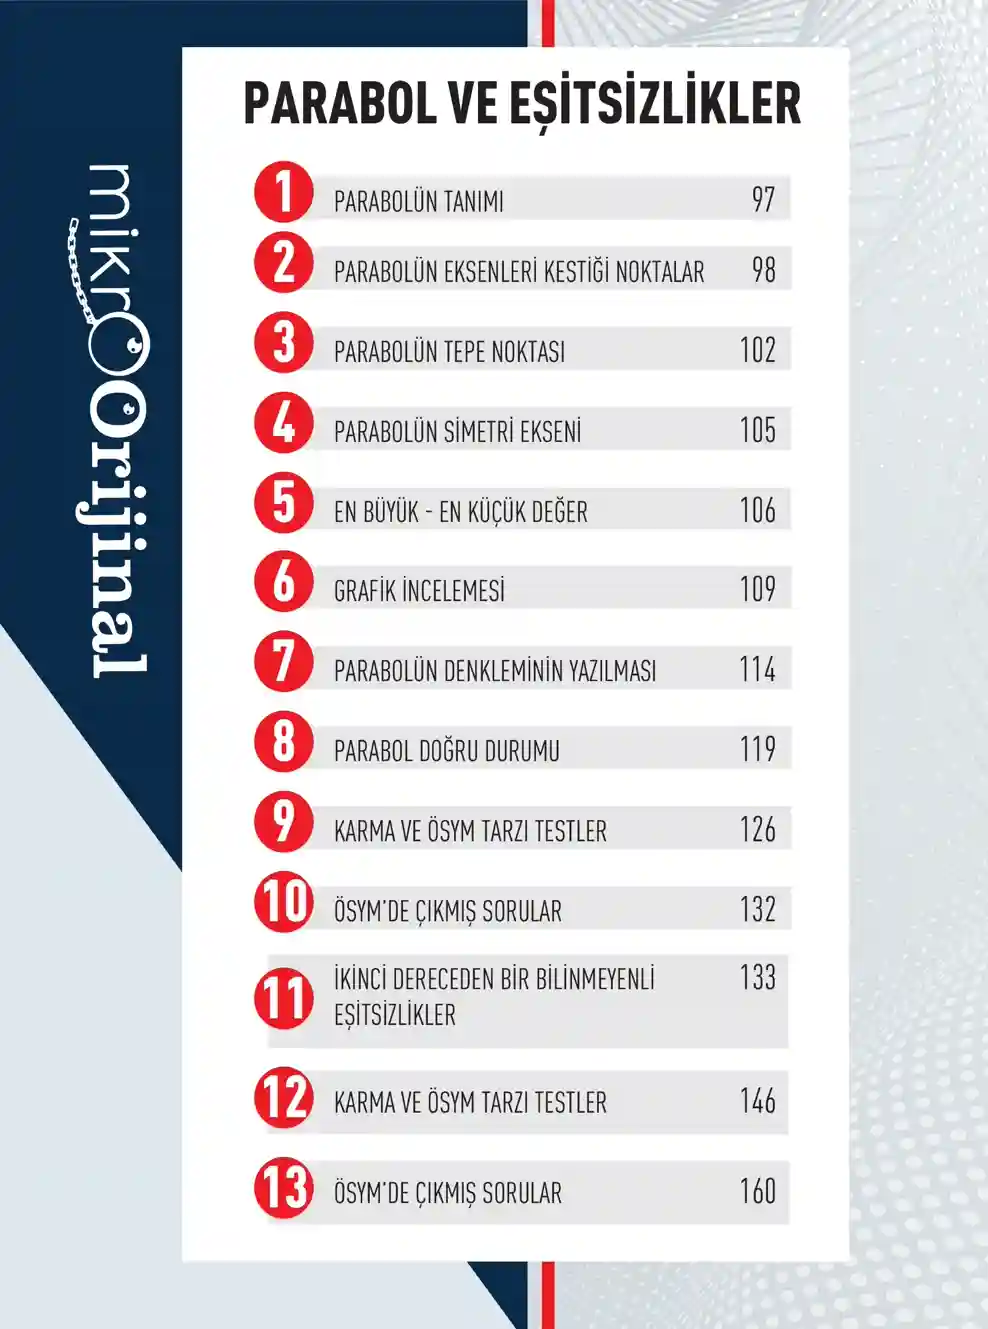 mikroOrijinal
PARABOL VE EŞİTSİZLİKLER
1 PARABOLÜN TANIMI 97
2 PARABOLÜN EKSENLERİ KESTİĞİ NOKTALAR 98
3 PARABOLÜN TEPE NOKTASI 102
4 PARABOLÜN SİMETRİ EKSENİ 105
5 EN BÜYÜK - EN KÜÇÜK DEĞER 106
6 GRAFİK İNCELEMESİ 109
7 PARABOLÜN DENKLEMİNİN YAZILMASI 114
8 PARABOL DOĞRU DURUMU 119
9 KARMA VE ÖSYM TARZI TESTLER 126
10 ÖSYM'DE ÇIKMIŞ SORULAR 132
11 İKİNCİ DERECEDEN BİR BİLİNMEYENLİ 133
EŞİTSİZLİKLER
12 KARMA VE ÖSYM TARZI TESTLER 146
13 ÖSYM'DE ÇIKMIŞ SORULAR 160